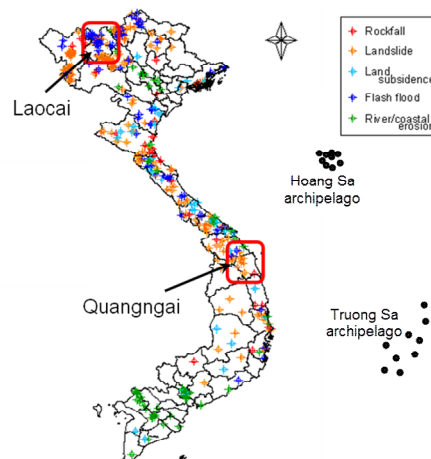 Rockfall
Landslide
Land
subsidence
Flash flood
River/coastal
erosion
Laocai
Hoang Sa
archipelago
Quangngai
Truong Sa
archipelago